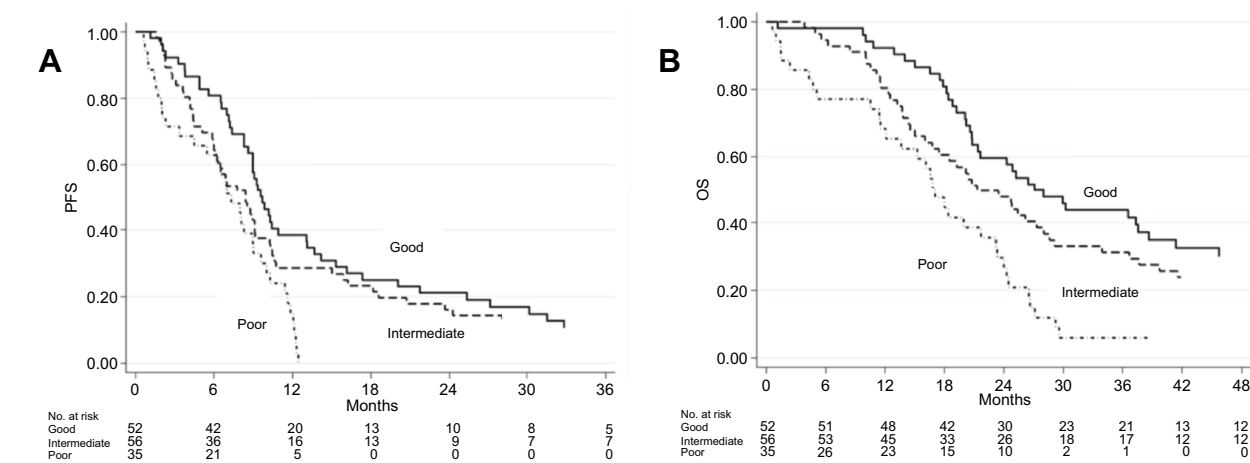 A
PFS
1.00
0.80
0.60
0.40
0.20
0.00
Good
Poor
Intermediate
0 6 12 18 24 30 36
Months
No. at risk
Good 52 42 20 13 10 8 5
Intermediate 56 36 16 13 9 7 7
Poor 35 21 5 0 0 0 0
B
OS
1.00
0.80
0.60
0.40
0.20
0.00
Good
Poor
Intermediate
0 6 12 18 24 30 36 42 48
Months
No. at risk
Good 52 51 48 42 30 23 21 13 12
Intermediate 56 53 45 33 26 18 17 12 12
Poor 35 26 23 15 10 2 1 0 0